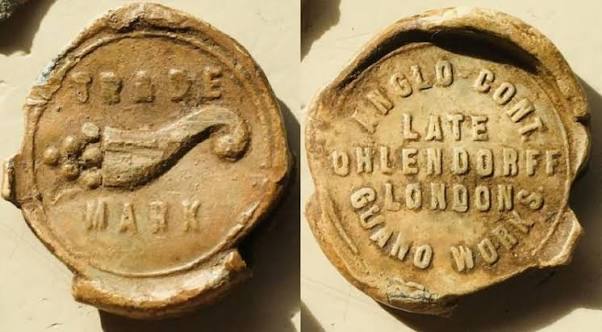 TRADE
MARK
ANGLO CONT.
LATE
OHLENDORFF
LONDON
GUANO WORKS